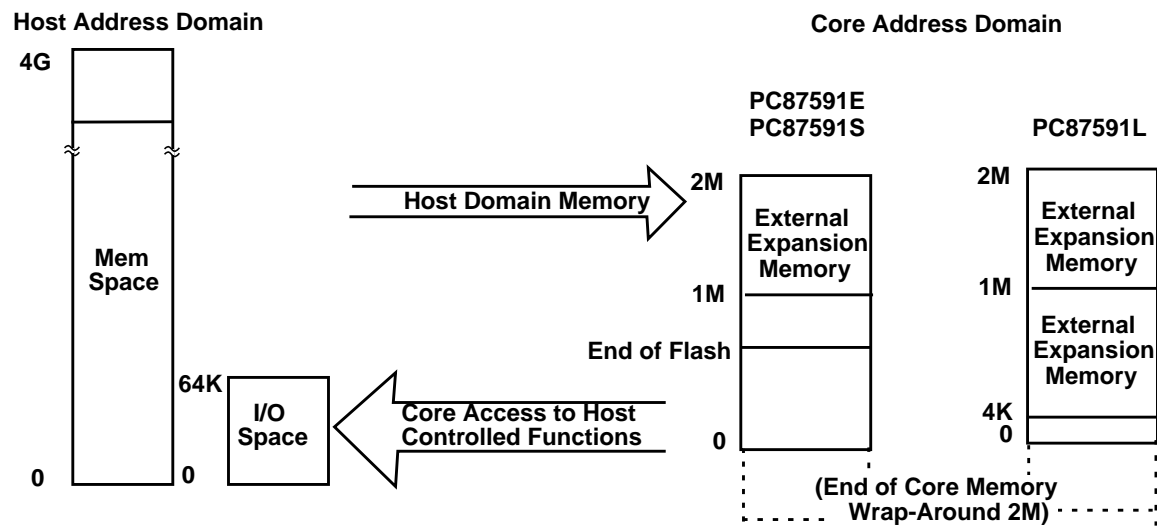 Host Address Domain
4G
Mem
Space
0
64K
I/O
Space
0
Host Domain Memory
Core Access to Host
Controlled Functions
Core Address Domain
PC87591E
PC87591S
2M
External
Expansion
Memory
1M
End of Flash
0
PC87591L
2M
External
Expansion
Memory
1M
External
Expansion
Memory
4K
0
(End of Core Memory
Wrap-Around 2M)